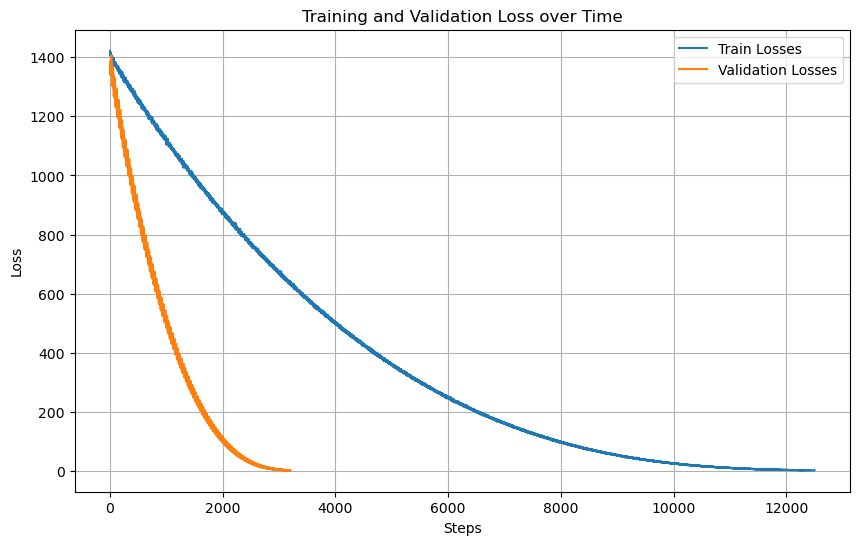 Training and Validation Loss over Time
Train Losses
Validation Losses
1400
1200
1000
800
600
400
200
0
Loss
0 2000 4000 6000 8000 10000 12000
Steps